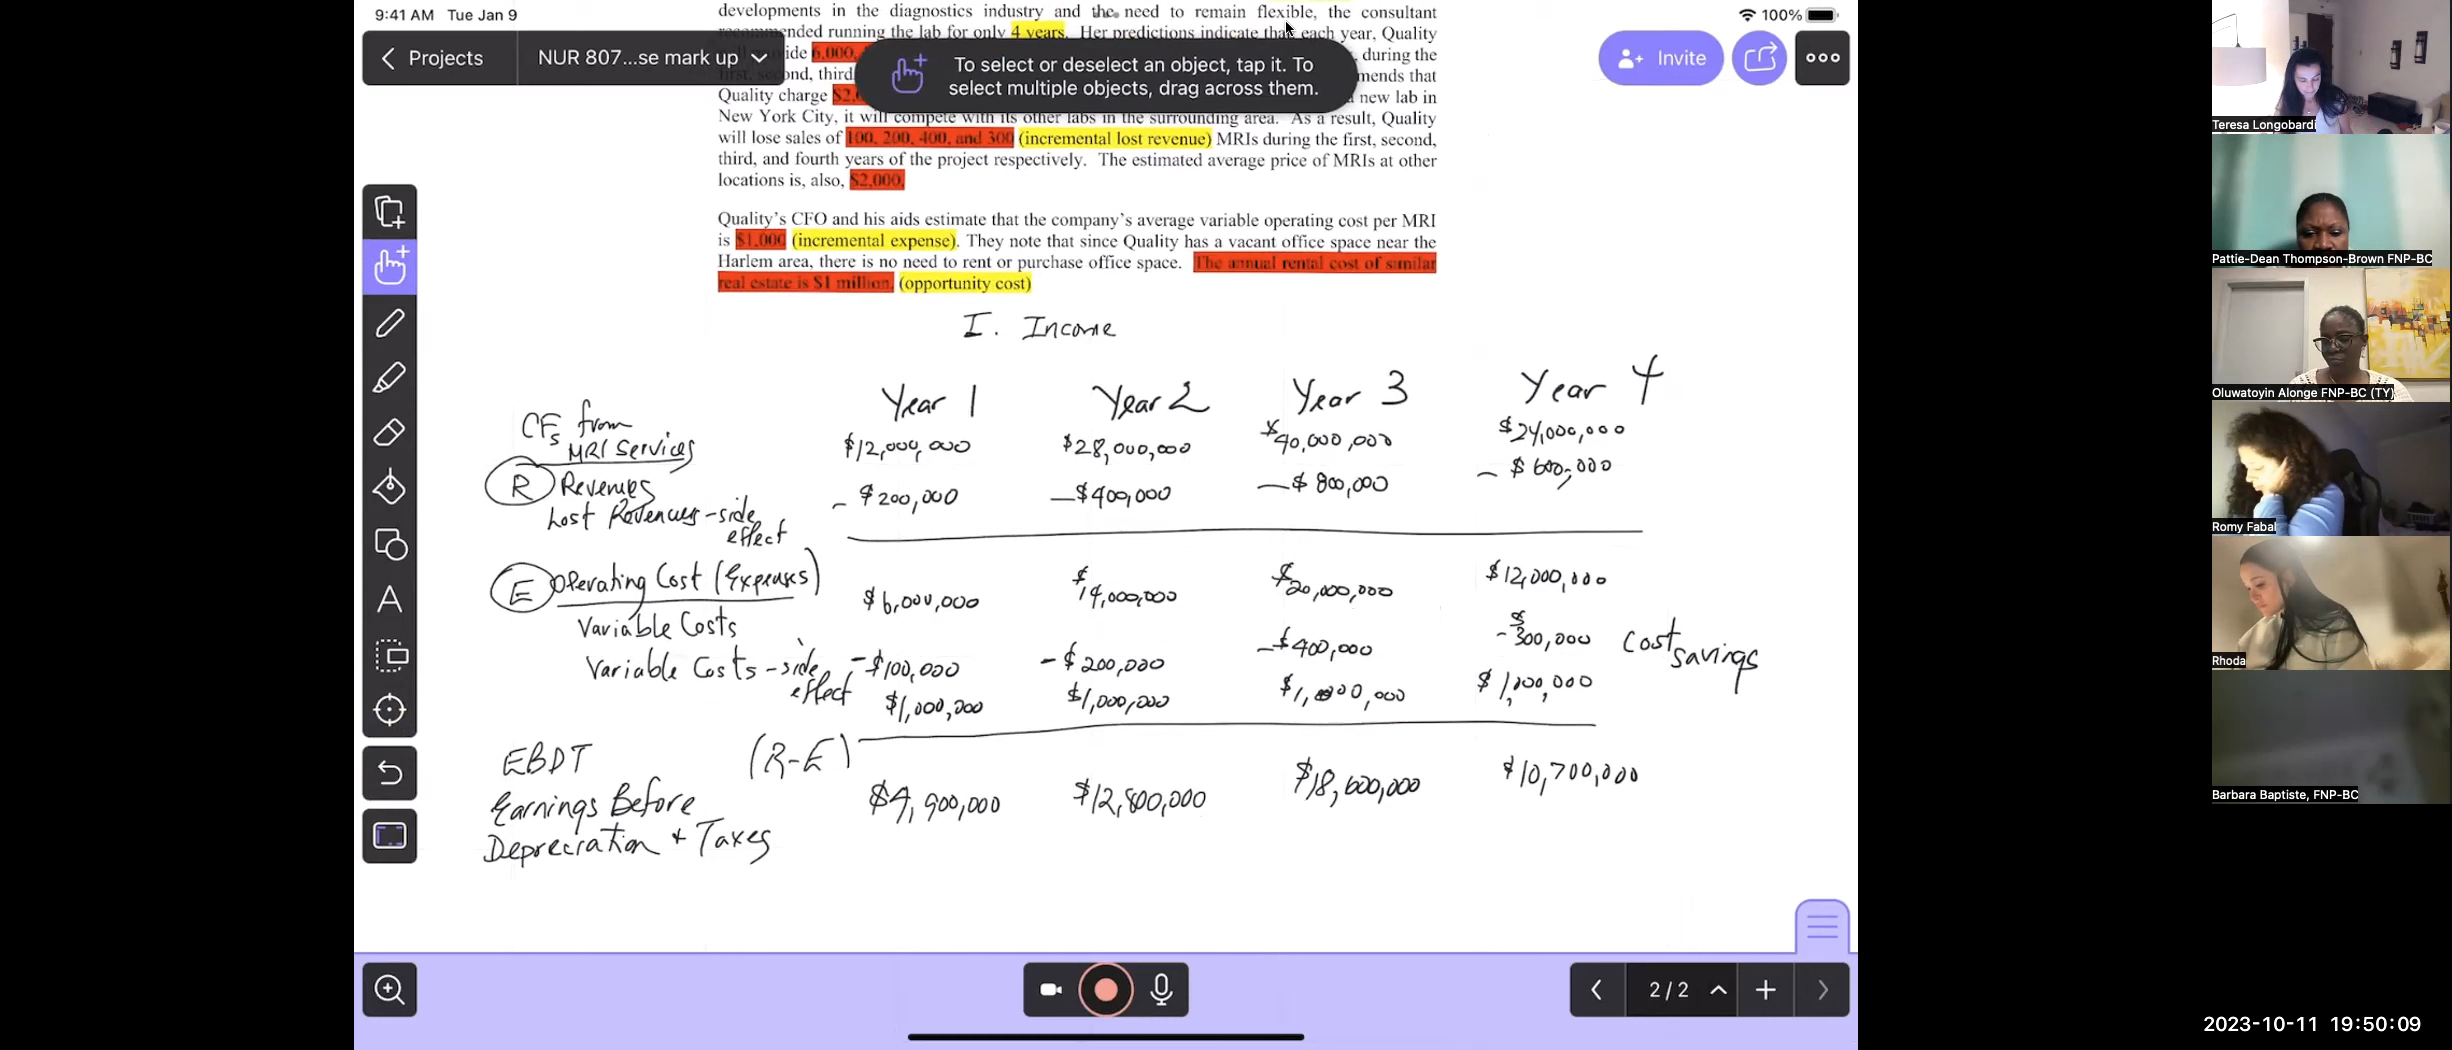 9:41 AM Tue Jan 9
100%
Projects
NUR 807...se mark up
To select or deselect an object, tap it. To
select multiple objects, drag across them.
Invite
developments in the diagnostics industry and the need to remain flexible, the consultant
recommended running the lab for only 4 years. Her predictions indicate that each year, Quality
ide 6,000, during the
first, second, third mends that
Quality charge $2,0 new lab in
New York City, it will compete with its other labs in the surrounding area. As a result, Quality
will lose sales of 100, 200, 400, and 300 (incremental lost revenue) MRIs during the first, second,
third, and fourth years of the project respectively. The estimated average price of MRIs at other
locations is, also, $2,000.
Quality's CFO and his aids estimate that the company's average variable operating cost per MRI
is $1,000 (incremental expense). They note that since Quality has a vacant office space near the
Harlem area, there is no need to rent or purchase office space. The annual rental cost of similar
real estate is $1 million. (opportunity cost)
I. Income
Year 1 Year 2 Year 3 Year 4
CFs from
MRI Services
R Revenues $12,000,000 $28,000,000 $40,000,000 $24,000,000
Lost Revenues - side - $200,000 - $400,000 - $800,000 - $600,000
effect
E Operating Cost (Expenses)
Variable Costs $6,000,000 $14,000,000 $20,000,000 $12,000,000
Variable Costs - side - $100,000 - $200,000 - $400,000 - $300,000 Cost savings
effect $1,000,000 $1,000,000 $1,000,000 $1,000,000
EBDT (R-E)
Earnings Before $4,900,000 $12,800,000 $18,600,000 $10,700,000
Depreciation + Taxes
2 / 2
Teresa Longobardi
Pattie-Dean Thompson-Brown FNP-BC
Oluwatoyin Alonge FNP-BC (TY)
Romy Fabal
Rhoda
Barbara Baptiste, FNP-BC
2023-10-11 19:50:09